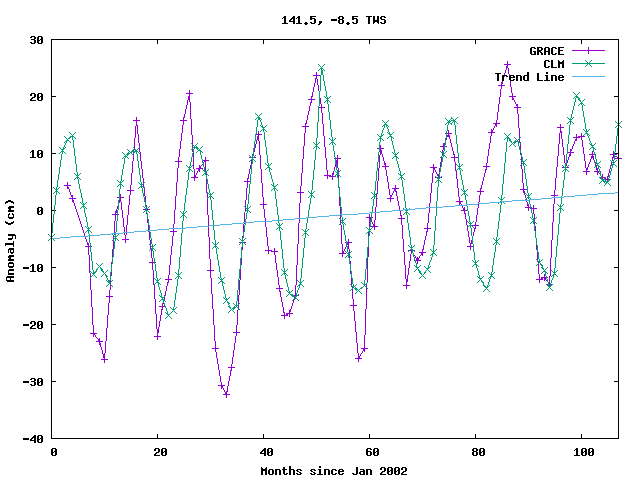 141.5, -8.5 TWS
GRACE
CLM
Trend Line
30
20
10
0
-10
-20
-30
-40
Anomaly (cm)
0 20 40 60 80 100
Months since Jan 2002